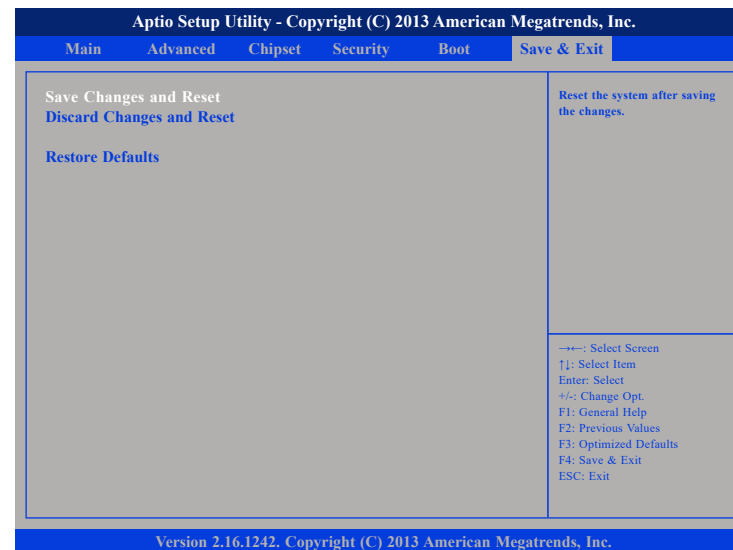 Aptio Setup Utility - Copyright (C) 2013 American Megatrends, Inc.
Main Advanced Chipset Security Boot Save & Exit
Save Changes and Reset
Discard Changes and Reset
Restore Defaults
Reset the system after saving
the changes.
→←: Select Screen
↑↓: Select Item
Enter: Select
+/-: Change Opt.
F1: General Help
F2: Previous Values
F3: Optimized Defaults
F4: Save & Exit
ESC: Exit
Version 2.16.1242. Copyright (C) 2013 American Megatrends, Inc.